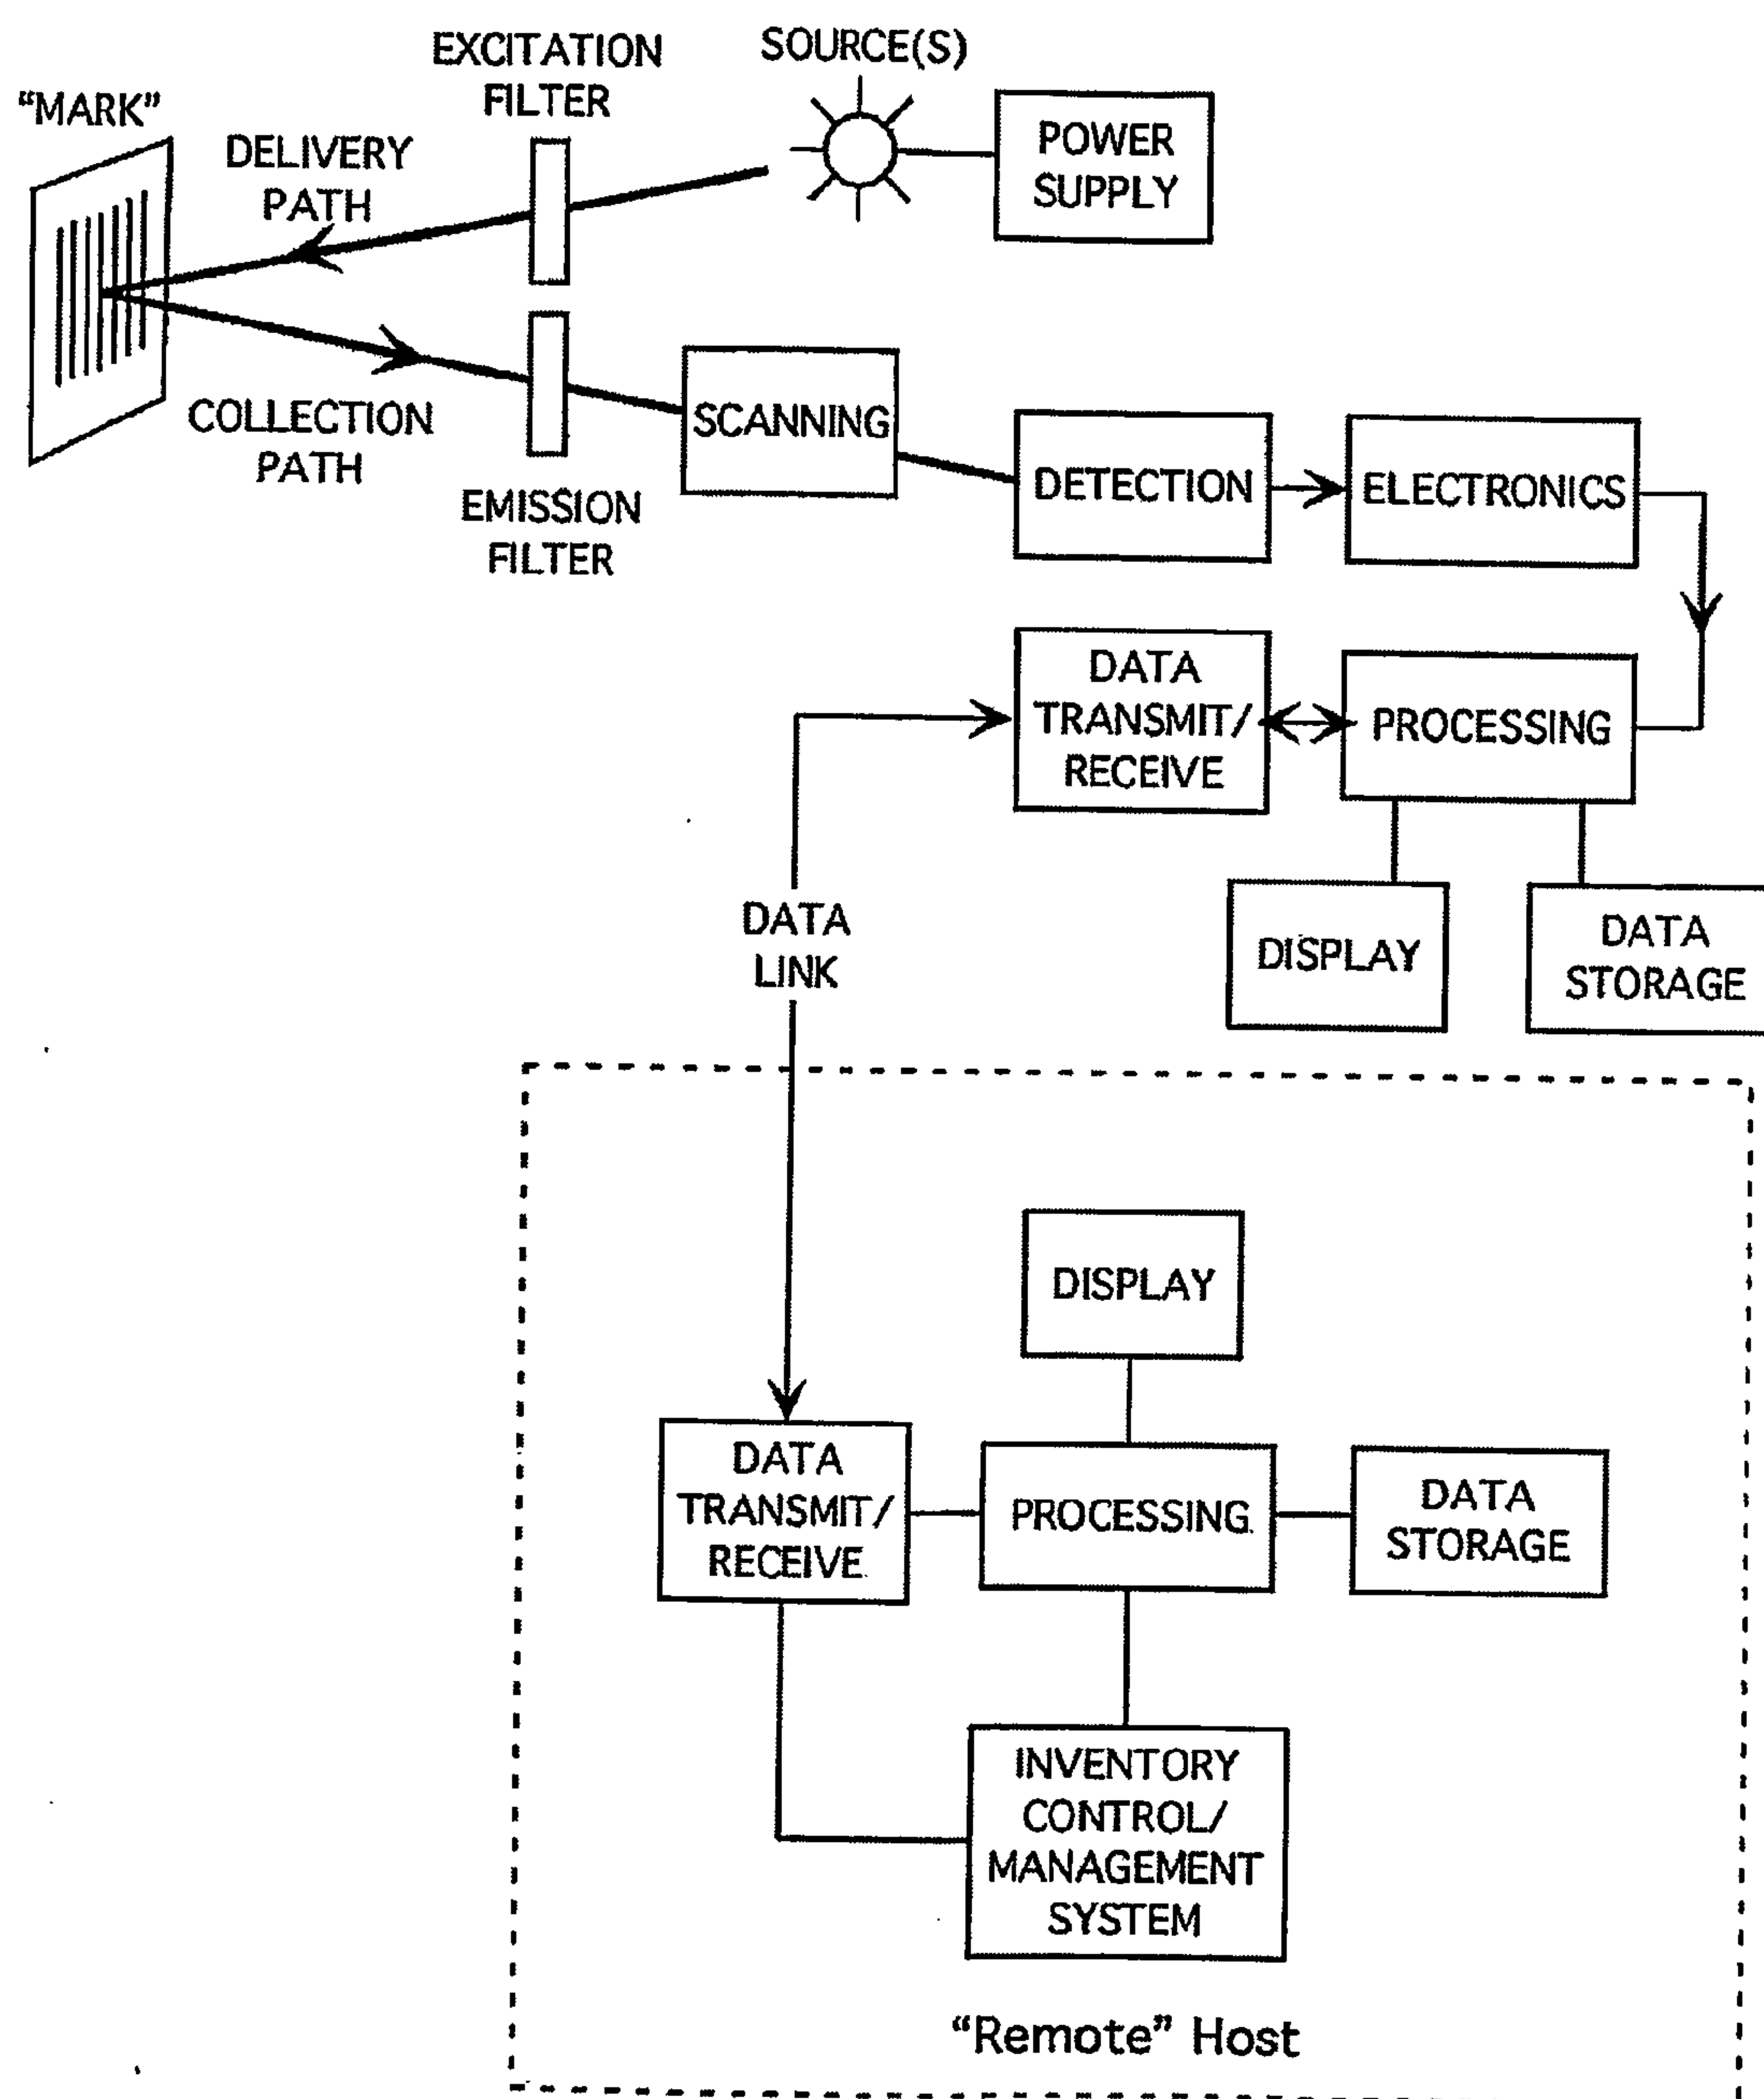 EXCITATION
FILTER
SOURCE(S)
“MARK”
DELIVERY
PATH
POWER
SUPPLY
COLLECTION
PATH
EMISSION
FILTER
SCANNING
DETECTION
ELECTRONICS
DATA
TRANSMIT/
RECEIVE
PROCESSING
DATA
LINK
DISPLAY
DATA
STORAGE
DISPLAY
DATA
TRANSMIT/
RECEIVE
PROCESSING
DATA
STORAGE
INVENTORY
CONTROL/
MANAGEMENT
SYSTEM
“Remote” Host